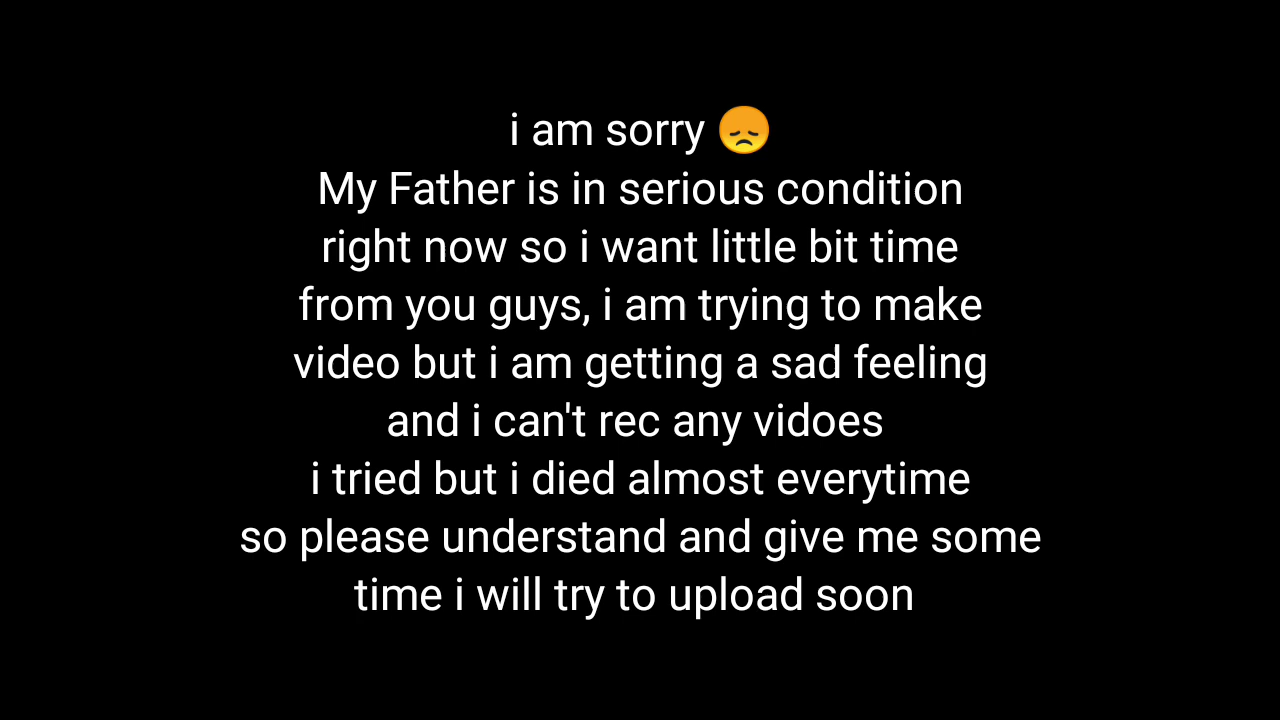 i am sorry 😞
My Father is in serious condition
right now so i want little bit time
from you guys, i am trying to make
video but i am getting a sad feeling
and i can't rec any vidoes
i tried but i died almost everytime
so please understand and give me some
time i will try to upload soon